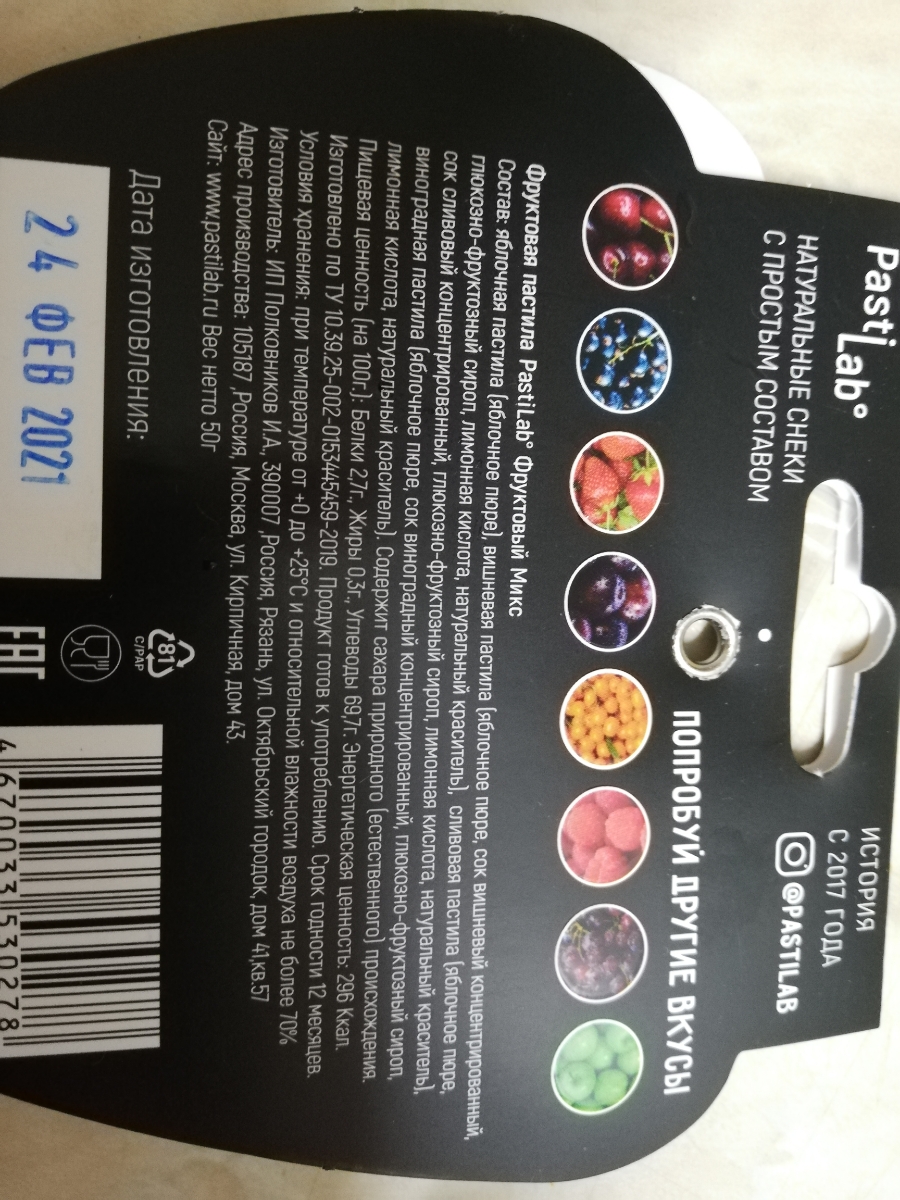 PastiLab°
НАТУРАЛЬНЫЕ СНЕКИ
С ПРОСТЫМ СОСТАВОМ
ИСТОРИЯ
С 2017 ГОДА
@PASTILAB
ПОПРОБУЙ ДРУГИЕ ВКУСЫ
Фруктовая пастила PastiLab° Фруктовый Микс
Состав: яблочная пастила (яблочное пюре), вишневая пастила (яблочное пюре, сок вишневый концентрированный,
глюкозно-фруктозный сироп, лимонная кислота, натуральный краситель), сливовая пастила (яблочное пюре,
сок сливовый концентрированный, глюкозно-фруктозный сироп, лимонная кислота, натуральный краситель),
виноградная пастила (яблочное пюре, сок виноградный концентрированный, глюкозно-фруктозный сироп,
лимонная кислота, натуральный краситель). Содержит сахара природного (естественного) происхождения.
Пищевая ценность (на 100г.): Белки 2,7г., Жиры 0,3г., Углеводы 69,7г. Энергетическая ценность: 296 Ккал.
Изготовлено по ТУ 10.39.25-002-0153445459-2019. Продукт готов к употреблению. Срок годности 12 месяцев.
Условия хранения: при температуре от +0 до +25°С и относительной влажности воздуха не более 70%
Изготовитель: ИП Полковников И.А., 390007 ,Россия, Рязань, ул. Октябрьский городок, дом 41,кв.57
Адрес производства: 105187 ,Россия, Москва, ул. Кирпичная, дом 43.
Сайт: www.pastilab.ru Вес нетто 50г
81
C/PAP
Дата изготовления:
24 ФЕВ 2021
EAC
4 670033 530278